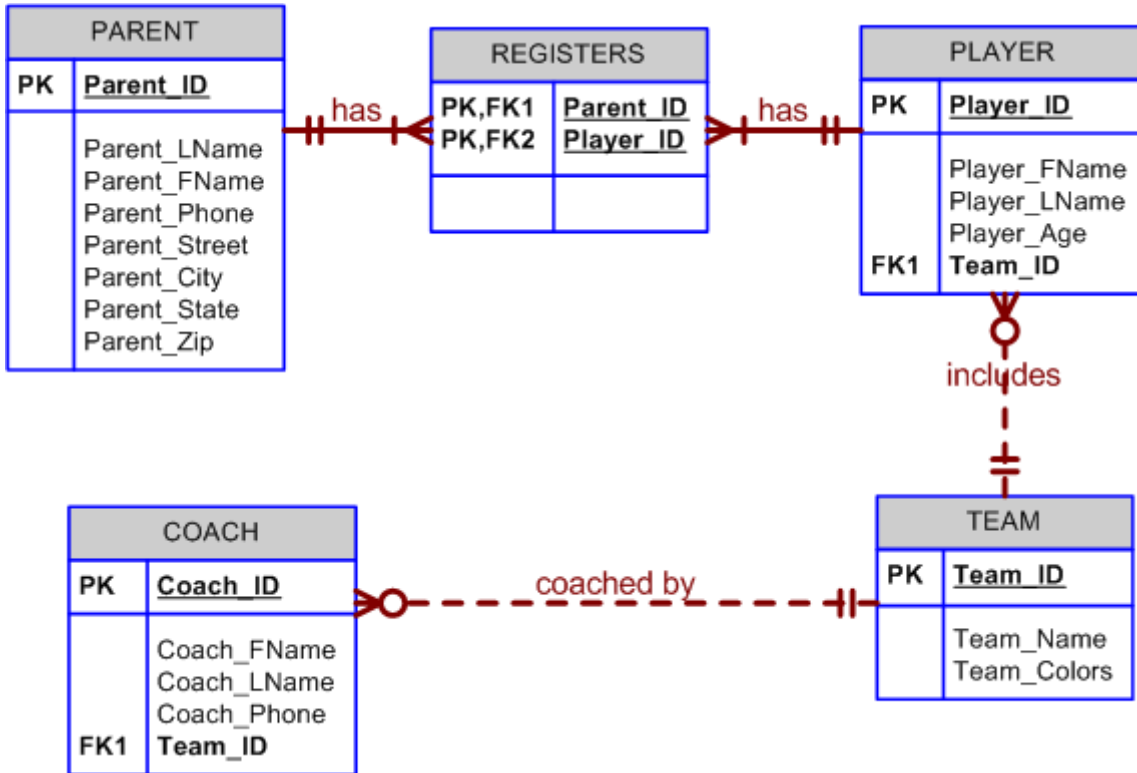 PARENT
PK Parent_ID
Parent_LName
Parent_FName
Parent_Phone
Parent_Street
Parent_City
Parent_State
Parent_Zip
has
REGISTERS
PK,FK1 Parent_ID
PK,FK2 Player_ID
has
PLAYER
PK Player_ID
Player_FName
Player_LName
Player_Age
FK1 Team_ID
includes
COACH
PK Coach_ID
Coach_FName
Coach_LName
Coach_Phone
FK1 Team_ID
coached by
TEAM
PK Team_ID
Team_Name
Team_Colors